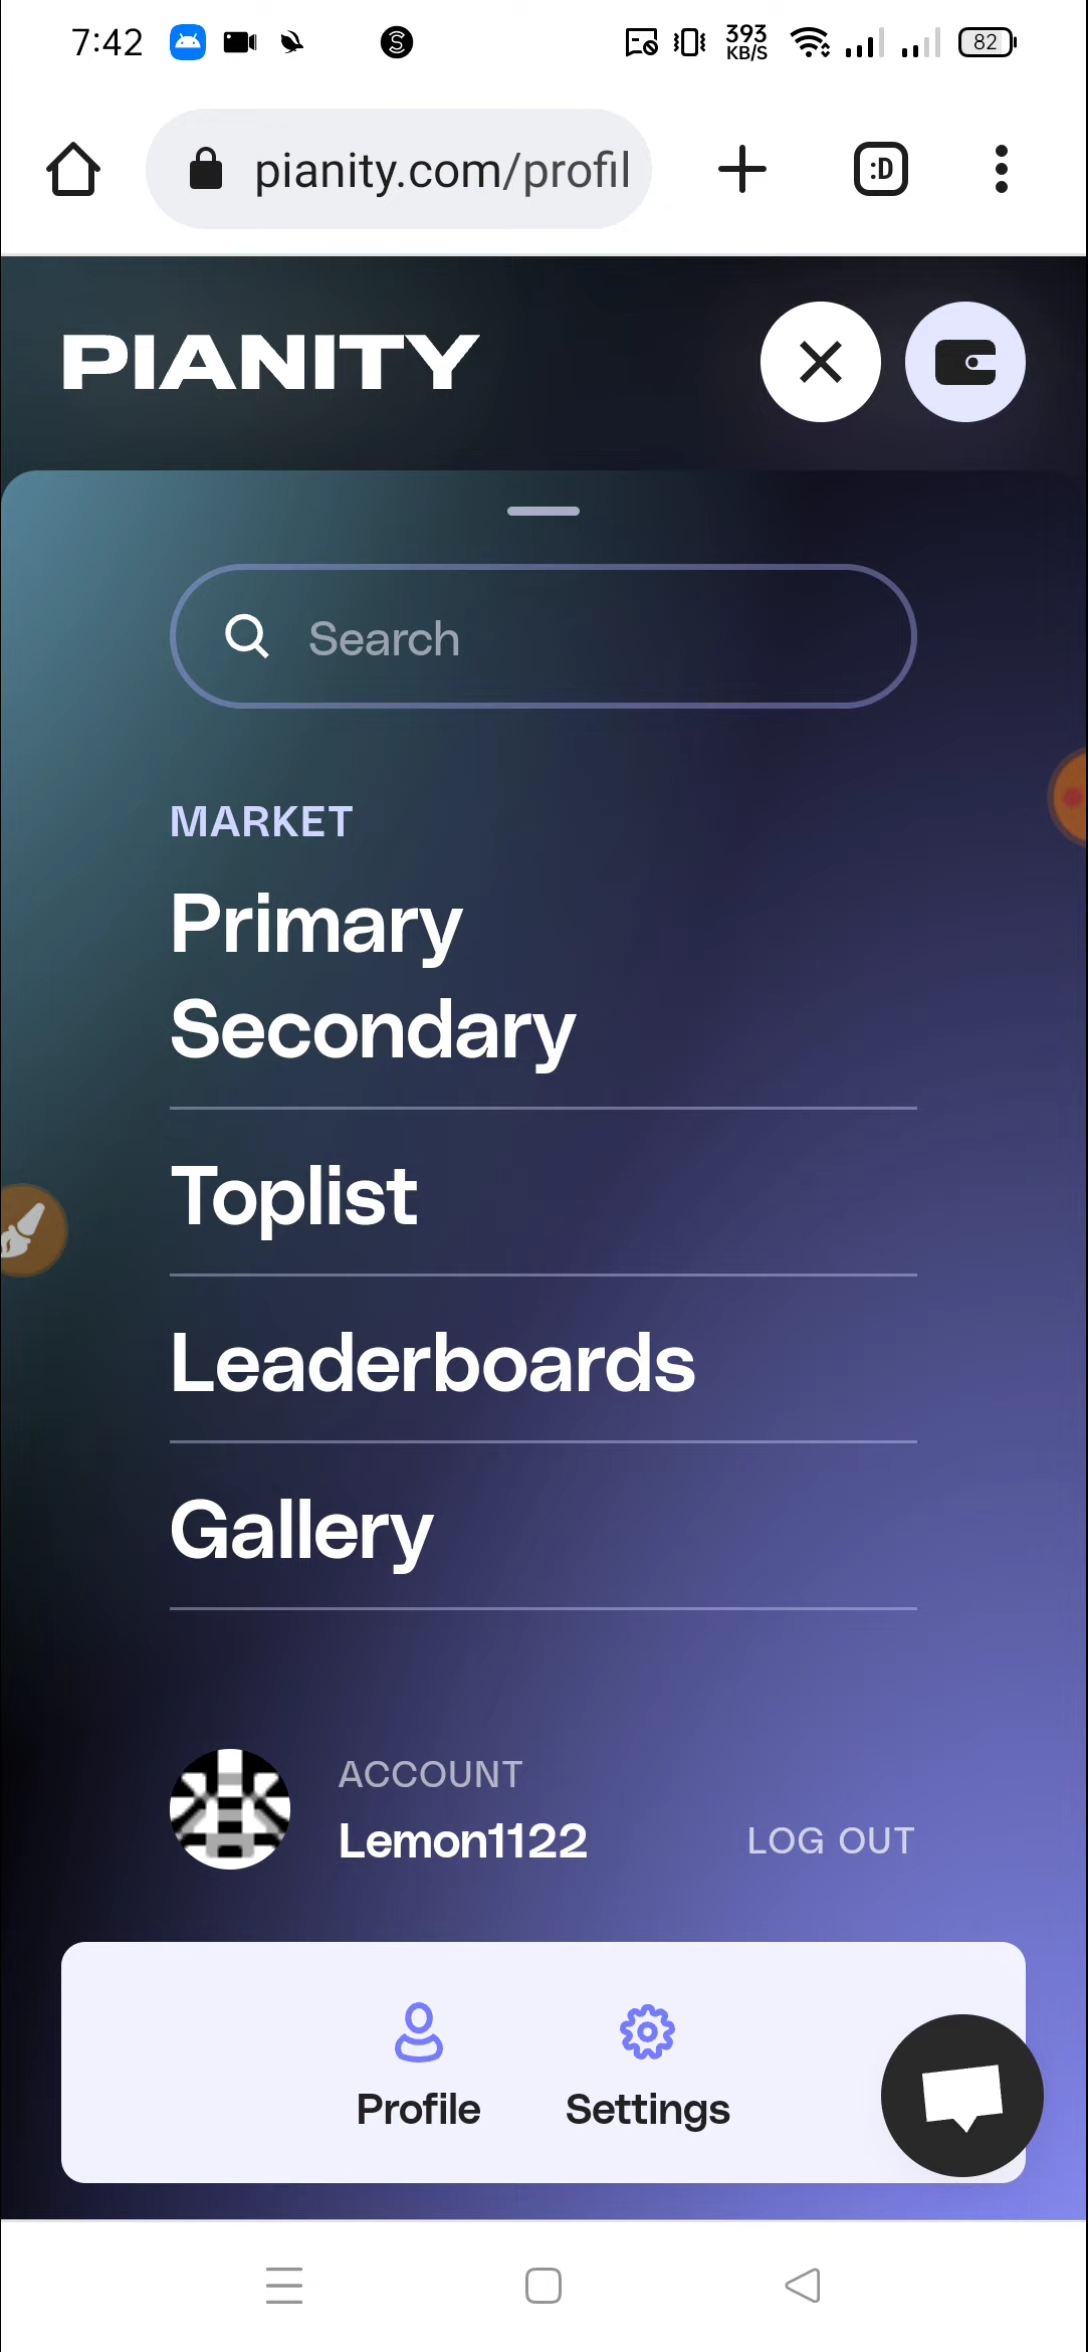 7:42
393
KB/S
82
pianity.com/profil
:D
PIANITY
Search
MARKET
Primary
Secondary
Toplist
Leaderboards
Gallery
ACCOUNT
Lemon1122
LOG OUT
Profile
Settings